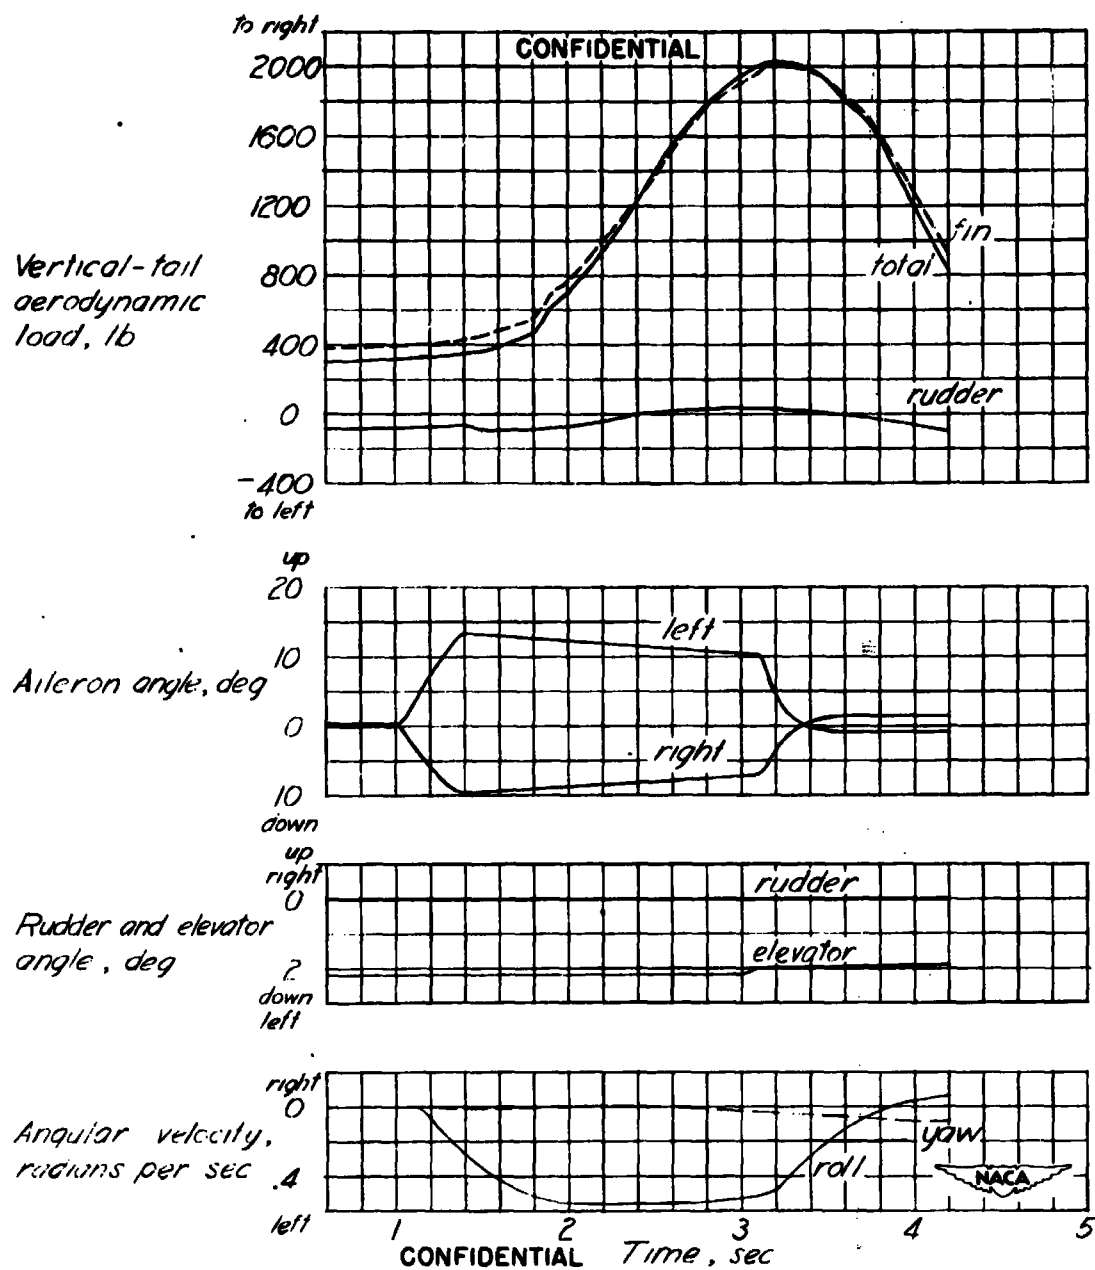 to right
CONFIDENTIAL
2000
1600
1200
fin
total
800
Vertical-tail
aerodynamic
load, lb
400
rudder
0
-400
to left
up
20
left
10
Aileron angle, deg
0
right
10
down
up
right
rudder
0
Rudder and elevator
angle, deg
elevator
2
down
left
right
0
Angular velocity,
radians per sec
yaw
roll
.4
NACA
left
1 2 3 4 5
CONFIDENTIAL Time, sec